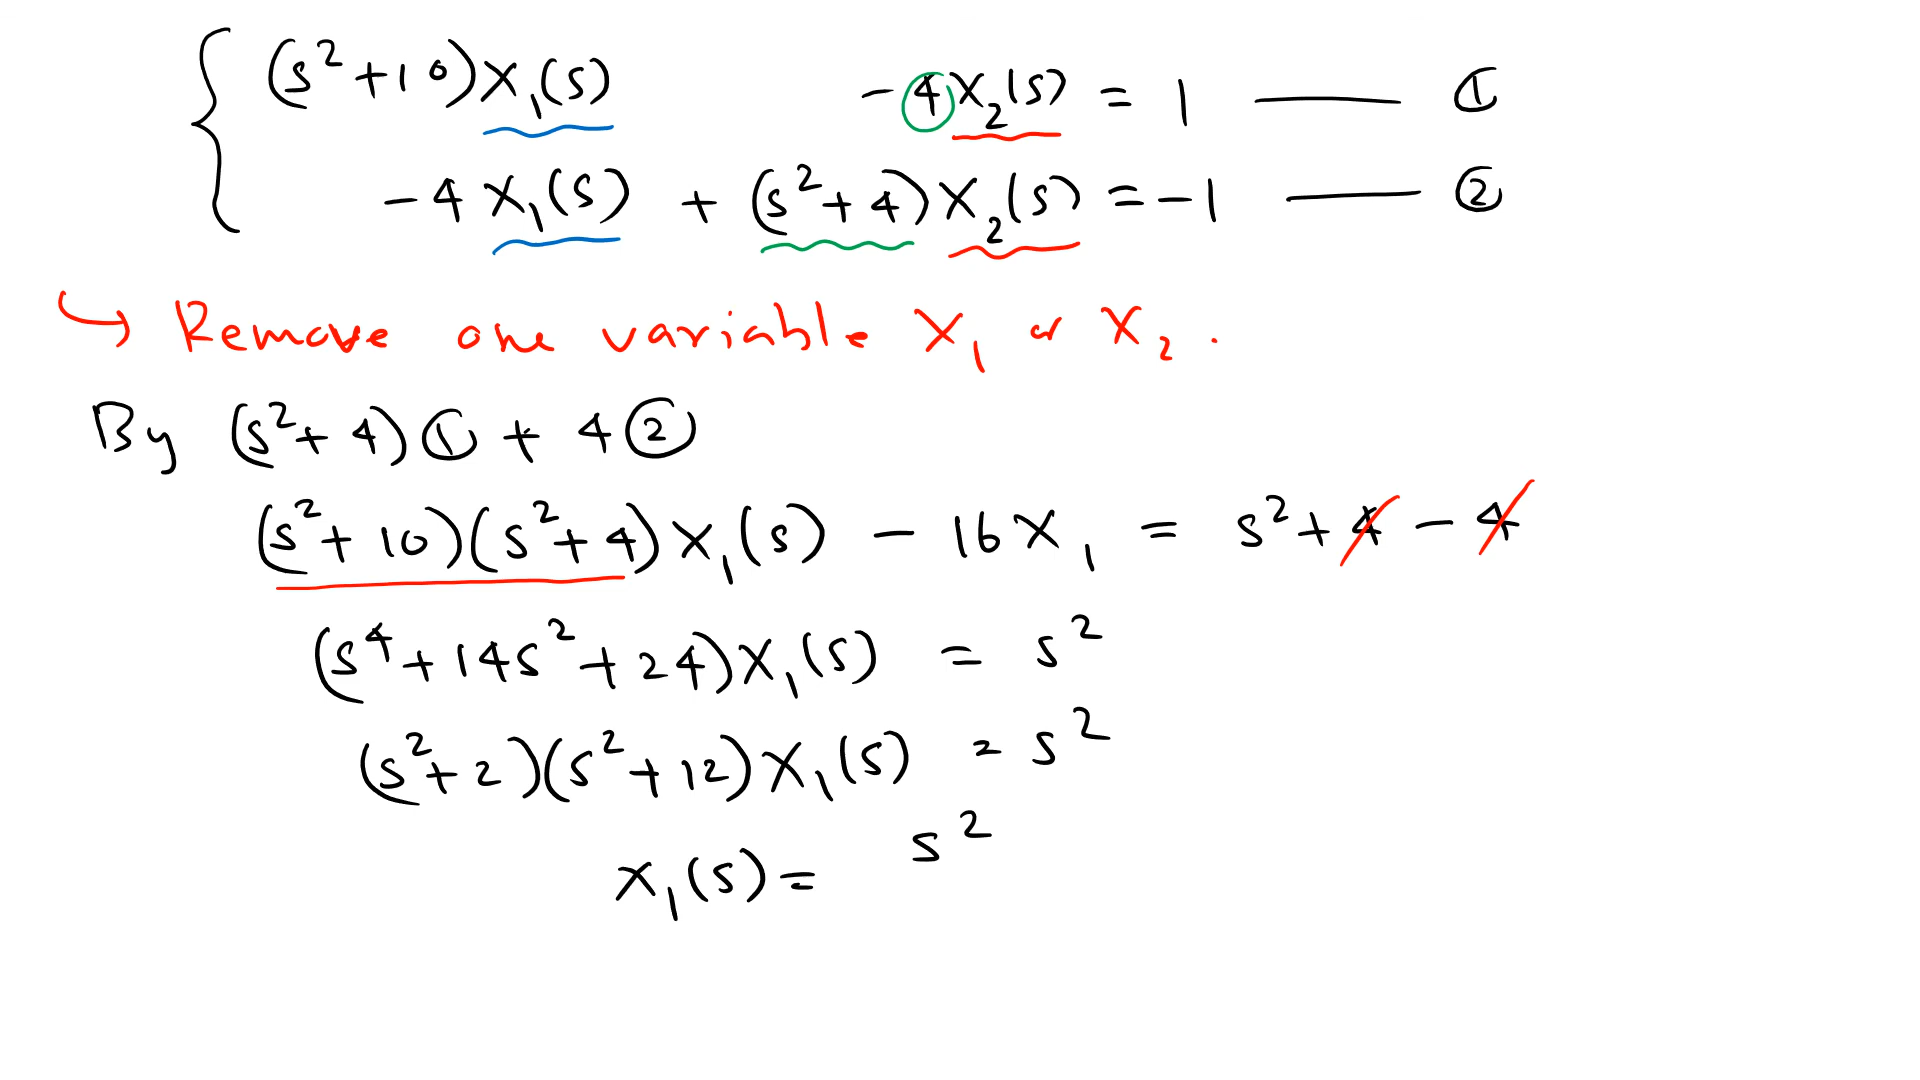 (s²+10)X₁(s) -4X₂(s) = 1 —— ①
-4X₁(s) + (s²+4)X₂(s) = -1 —— ②
↪ Remove one variable X₁ or X₂.
By (s²+4)① + 4②
(s²+10)(s²+4)X₁(s) - 16X₁ = s²+4-4
(s⁴+14s²+24)X₁(s) = s²
(s²+2)(s²+12)X₁(s) = s²
X₁(s) = s²